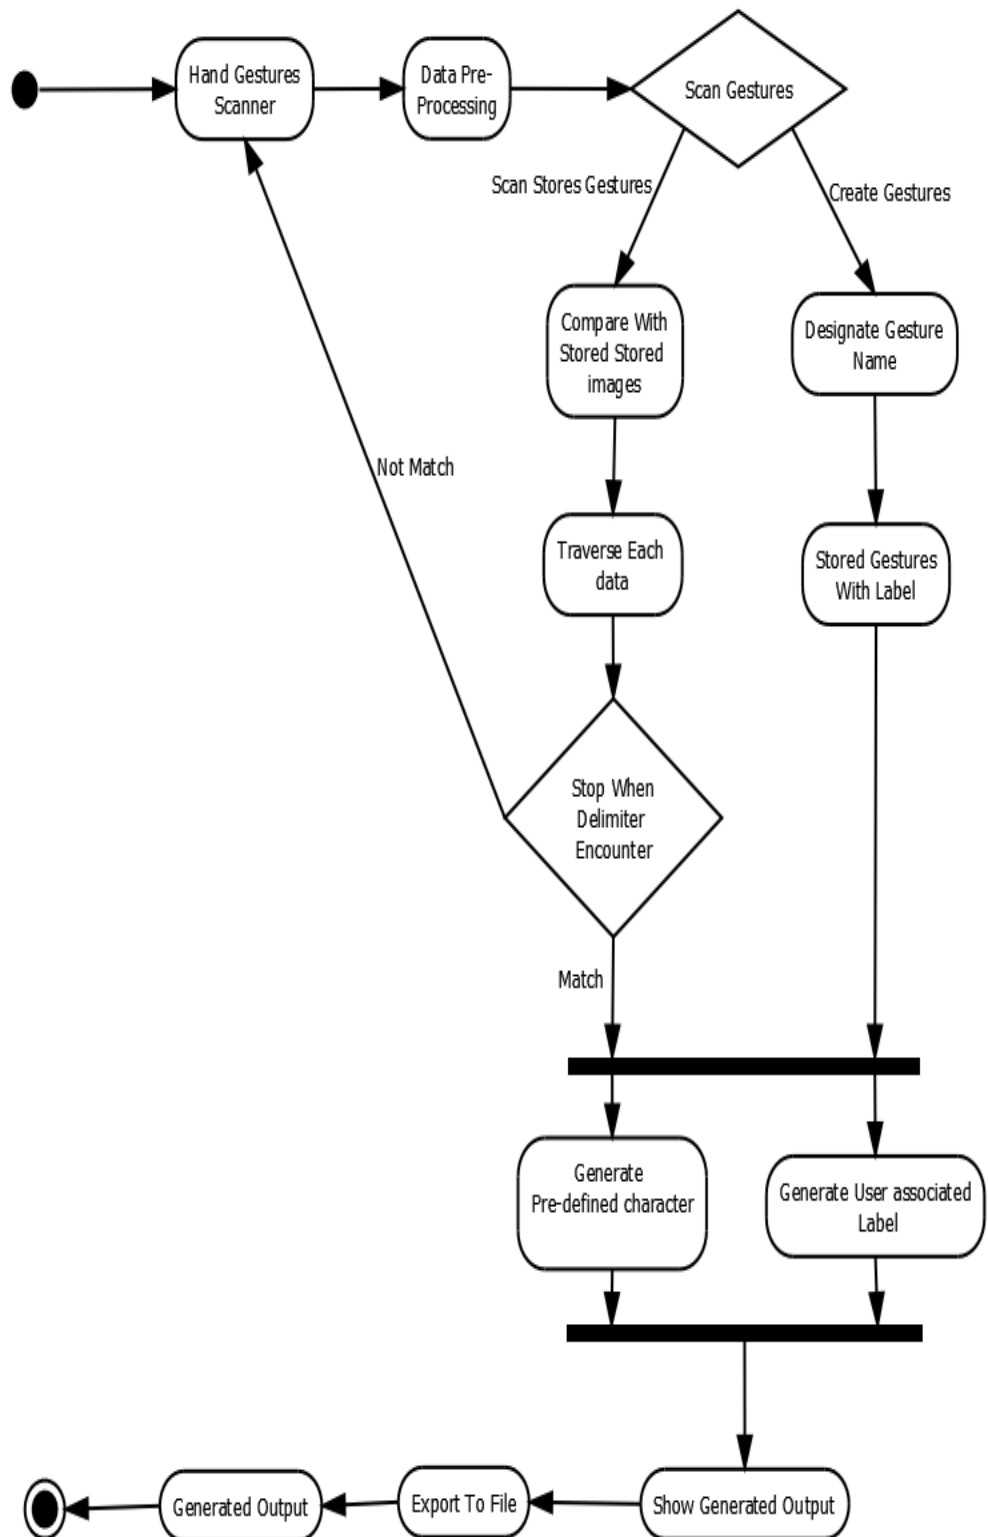 Hand Gestures
Scanner
Data Pre-
Processing
Scan Gestures
Scan Stores Gestures
Create Gestures
Compare With
Stored Stored
images
Designate Gesture
Name
Not Match
Traverse Each
data
Stored Gestures
With Label
Stop When
Delimiter
Encounter
Match
Generate
Pre-defined character
Generate User associated
Label
Generated Output
Export To File
Show Generated Output